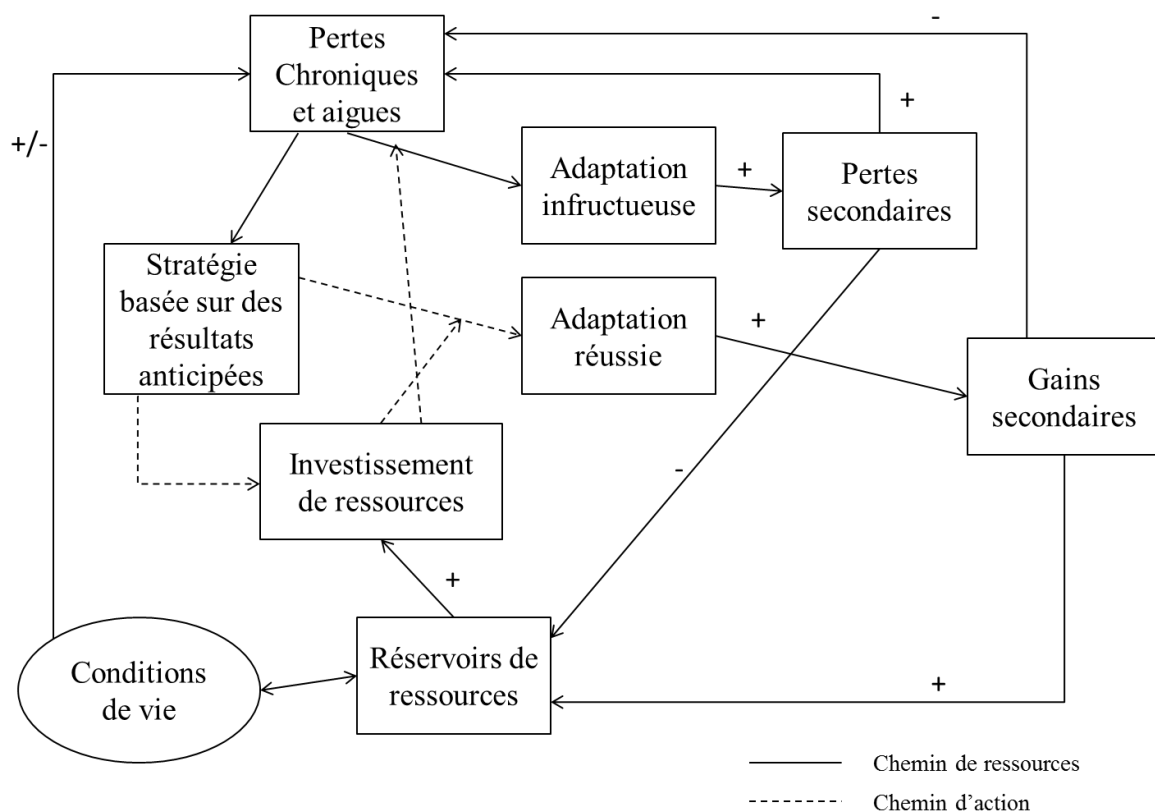 -
Pertes
Chroniques
et aigues
+
+/-
Adaptation
infructueuse
+
Pertes
secondaires
Stratégie
basée sur des
résultats
anticipées
Adaptation
réussie
+
Gains
secondaires
Investissement
de ressources
-
+
Conditions
de vie
Réservoirs de
ressources
+
Chemin de ressources
Chemin d’action